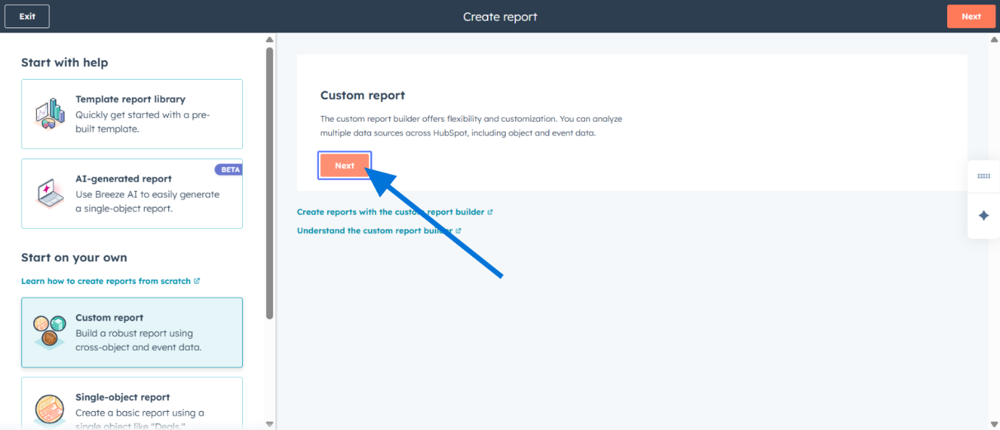 Exit
Create report
Next
Start with help
Template report library
Quickly get started with a pre-
built template.
BETA
AI-generated report
Use Breeze AI to easily generate
a single-object report.
Start on your own
Learn how to create reports from scratch
Custom report
Build a robust report using
cross-object and event data.
Single-object report
Create a basic report using a
single object like "Deals."
Custom report
The custom report builder offers flexibility and customization. You can analyze
multiple data sources across HubSpot, including object and event data.
Next
Create reports with the custom report builder
Understand the custom report builder